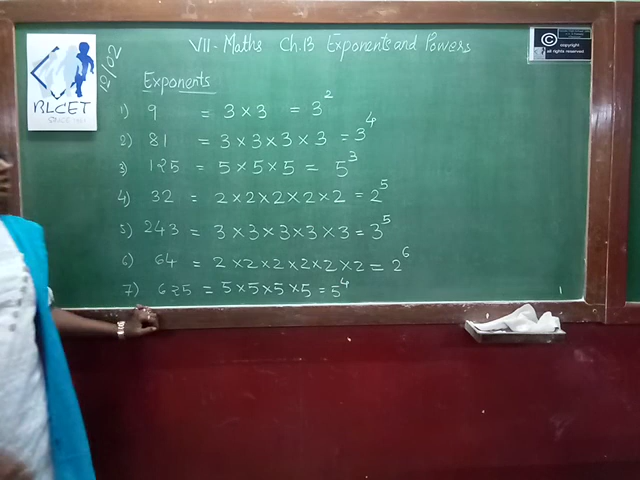 VII - Maths Ch.13 Exponents and Powers
copyright
all rights reserved
12/02
BLCET
Exponents
1) 9 = 3 × 3 = 3²
2) 81 = 3 × 3 × 3 × 3 = 3⁴
3) 125 = 5 × 5 × 5 = 5³
4) 32 = 2 × 2 × 2 × 2 × 2 = 2⁵
5) 243 = 3 × 3 × 3 × 3 × 3 = 3⁵
6) 64 = 2 × 2 × 2 × 2 × 2 × 2 = 2⁶
7) 625 = 5 × 5 × 5 × 5 = 5⁴